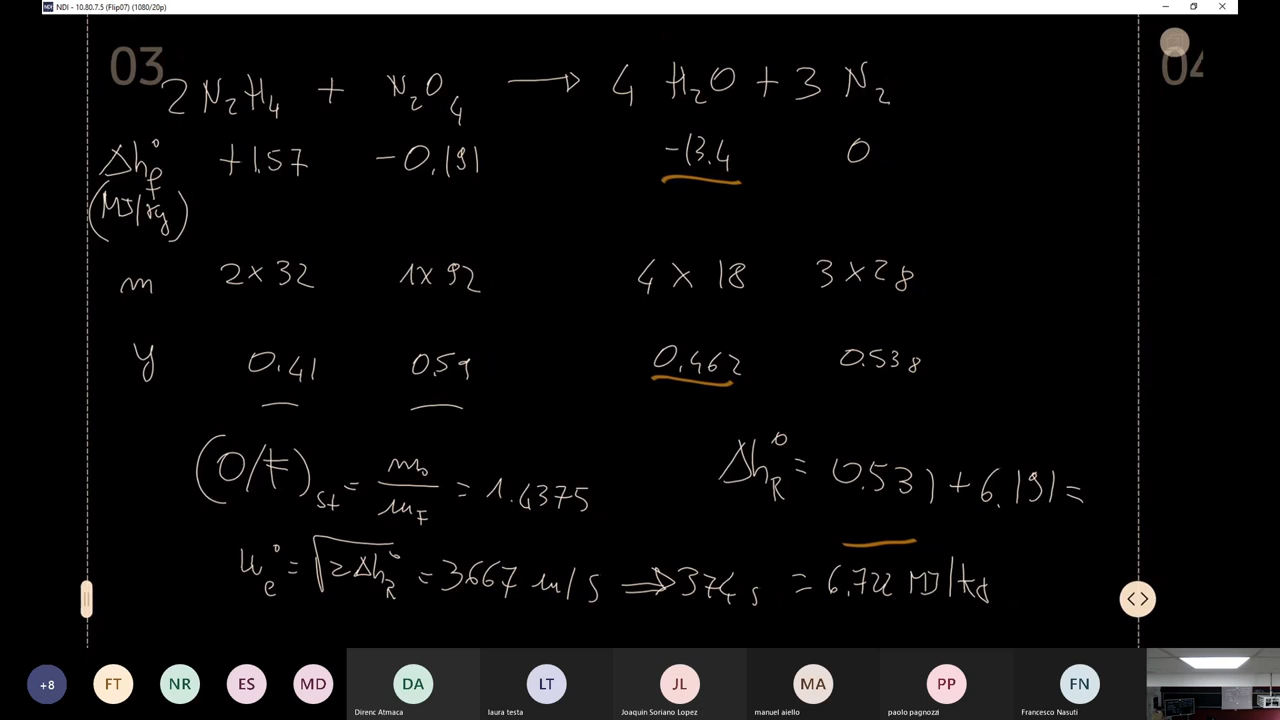 NDI - 10.80.7.5 (Flip07) (1080/20p)
03
04
2 N₂H₄ + N₂O₄ → 4 H₂O + 3 N₂
Δh°f +1.57 -0.191 -13.4 0
(MJ/kg)
m 2×32 1×92 4×18 3×28
y 0.41 0.59 0.462 0.538
(O/F)st = mo/mF = 1.4375 Δh°R = 0.531 + 6.191 =
u°e = √2Δh°R = 3667 m/s ⇒ 374 s = 6.722 MJ/kg
+8 FT NR ES MD DA LT JL MA PP FN
Direnc Atmaca laura testa Joaquin Soriano Lopez manuel aiello paolo pagnozzi Francesco Nasuti